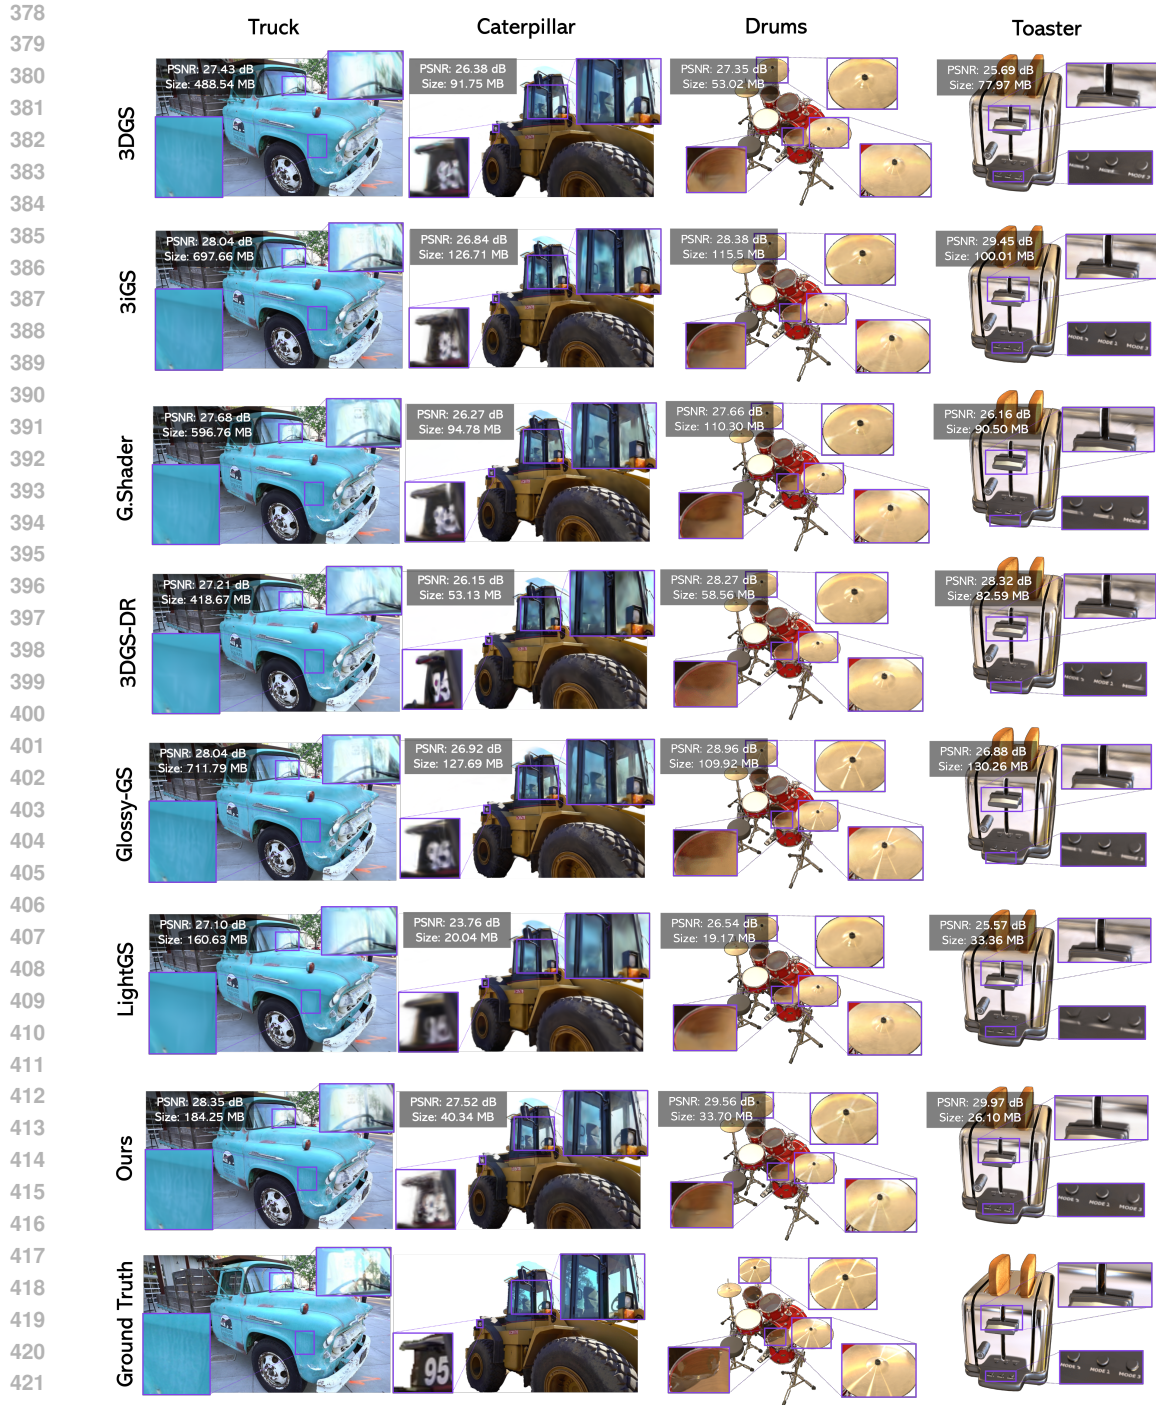 378
Truck Caterpillar Drums Toaster
379
380
381
382
383
384
3DGS
PSNR: 27.43 dB
Size: 488.54 MB
PSNR: 26.38 dB
Size: 91.75 MB
PSNR: 27.35 dB
Size: 53.02 MB
PSNR: 25.69 dB
Size: 77.97 MB
385
386
387
388
389
390
3iGS
PSNR: 28.04 dB
Size: 697.66 MB
PSNR: 26.84 dB
Size: 126.71 MB
PSNR: 28.38 dB
Size: 115.5 MB
PSNR: 29.45 dB
Size: 100.01 MB
391
392
393
394
395
G.Shader
PSNR: 27.68 dB
Size: 596.76 MB
PSNR: 26.27 dB
Size: 94.78 MB
PSNR: 27.66 dB
Size: 110.30 MB
PSNR: 26.16 dB
Size: 90.50 MB
396
397
398
399
400
3DGS-DR
PSNR: 27.21 dB
Size: 418.67 MB
PSNR: 26.15 dB
Size: 53.13 MB
PSNR: 28.27 dB
Size: 58.56 MB
PSNR: 28.32 dB
Size: 82.59 MB
MODE 2
401
402
403
404
405
Glossy-GS
PSNR: 28.04 dB
Size: 711.79 MB
PSNR: 26.92 dB
Size: 127.69 MB
PSNR: 28.96 dB
Size: 109.92 MB
PSNR: 26.88 dB
Size: 130.26 MB
406
407
408
409
410
411
LightGS
PSNR: 27.10 dB
Size: 160.63 MB
PSNR: 23.76 dB
Size: 20.04 MB
PSNR: 26.54 dB
Size: 19.17 MB
PSNR: 25.57 dB
Size: 33.36 MB
412
413
414
415
416
Ours
PSNR: 28.35 dB
Size: 184.25 MB
PSNR: 27.52 dB
Size: 40.34 MB
95
PSNR: 29.56 dB
Size: 33.70 MB
PSNR: 29.97 dB
Size: 26.10 MB
417
418
419
420
421
Ground Truth
95